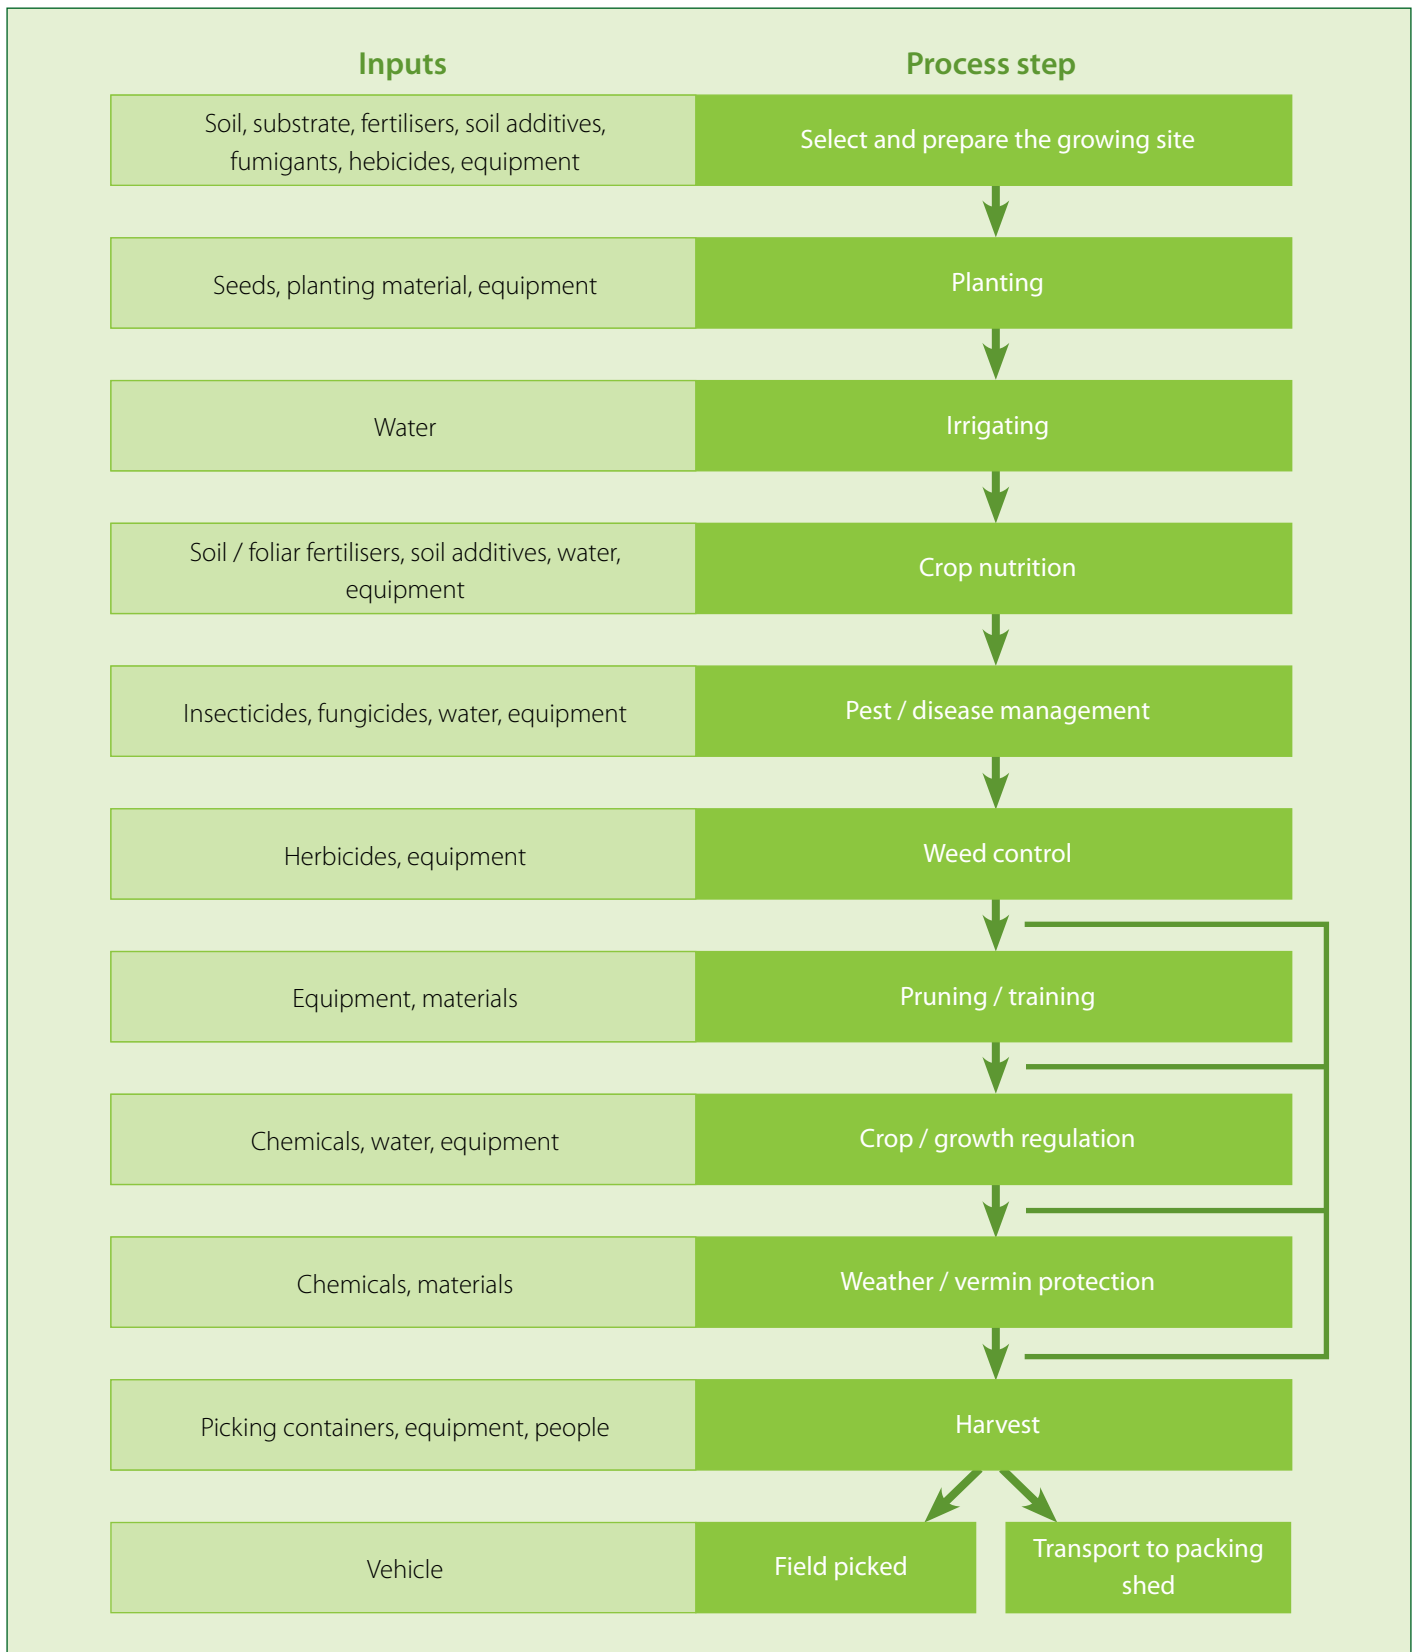 Inputs
Process step
Soil, substrate, fertilisers, soil additives,
fumigants, hebicides, equipment
Select and prepare the growing site
Seeds, planting material, equipment
Planting
Water
Irrigating
Soil / foliar fertilisers, soil additives, water,
equipment
Crop nutrition
Insecticides, fungicides, water, equipment
Pest / disease management
Herbicides, equipment
Weed control
Equipment, materials
Pruning / training
Chemicals, water, equipment
Crop / growth regulation
Chemicals, materials
Weather / vermin protection
Picking containers, equipment, people
Harvest
Vehicle
Field picked
Transport to packing
shed